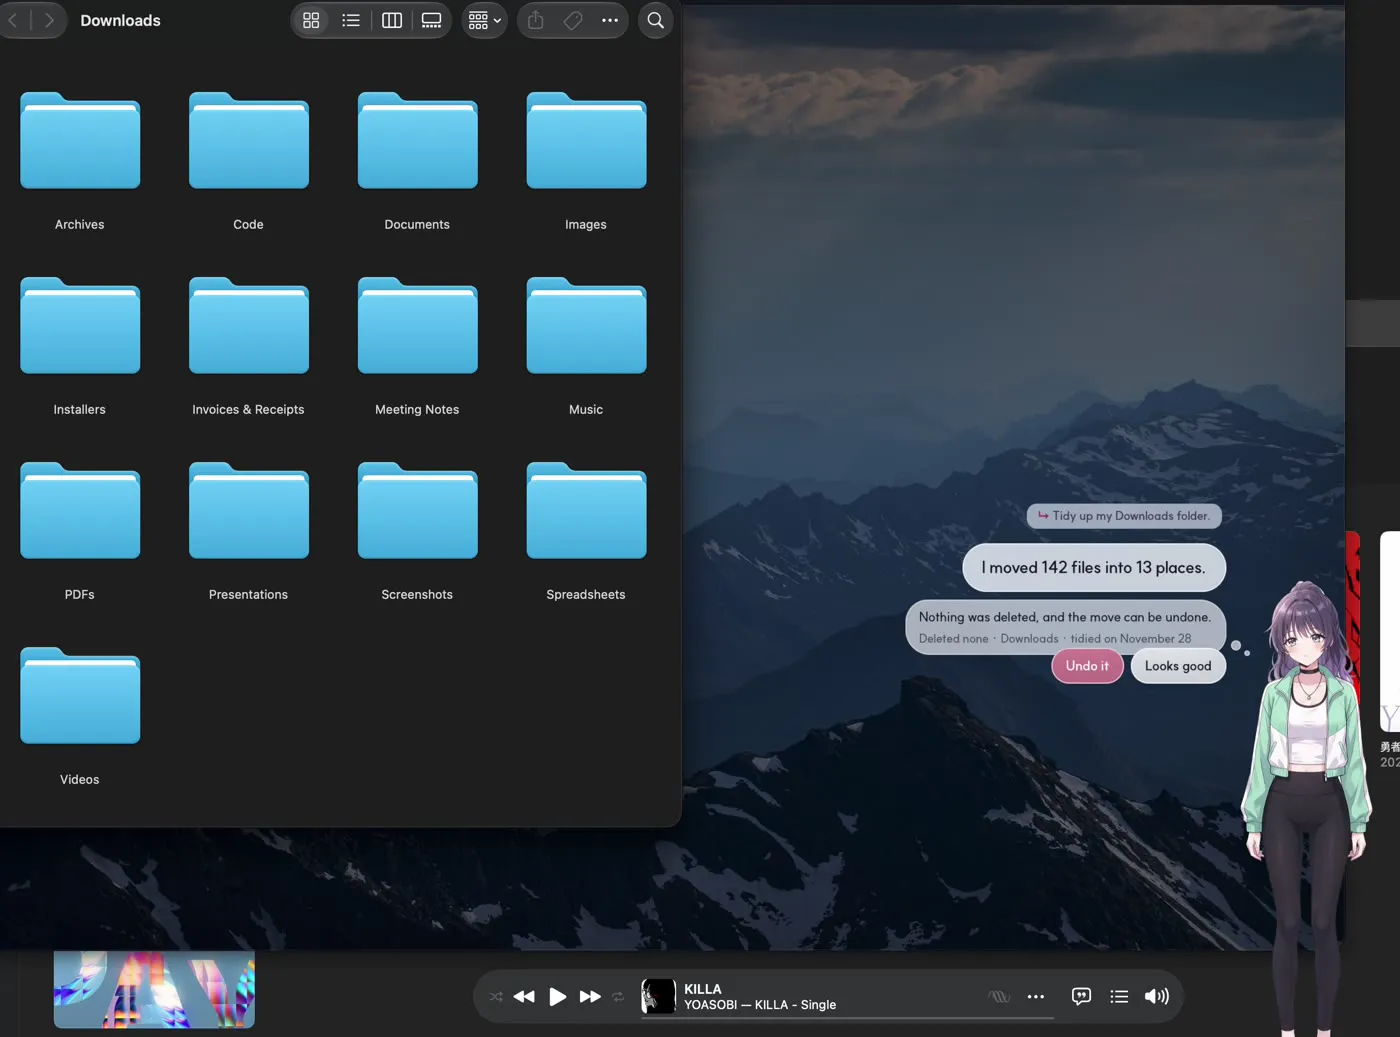 Downloads
Archives
Code
Documents
Images
Installers
Invoices & Receipts
Meeting Notes
Music
PDFs
Presentations
Screenshots
Spreadsheets
Videos
Tidy up my Downloads folder.
I moved 142 files into 13 places.
Nothing was deleted, and the move can be undone.
Deleted none · Downloads · tidied on November 28
Undo it
Looks good
Y
勇者
202
KILLA
YOASOBI — KILLA - Single